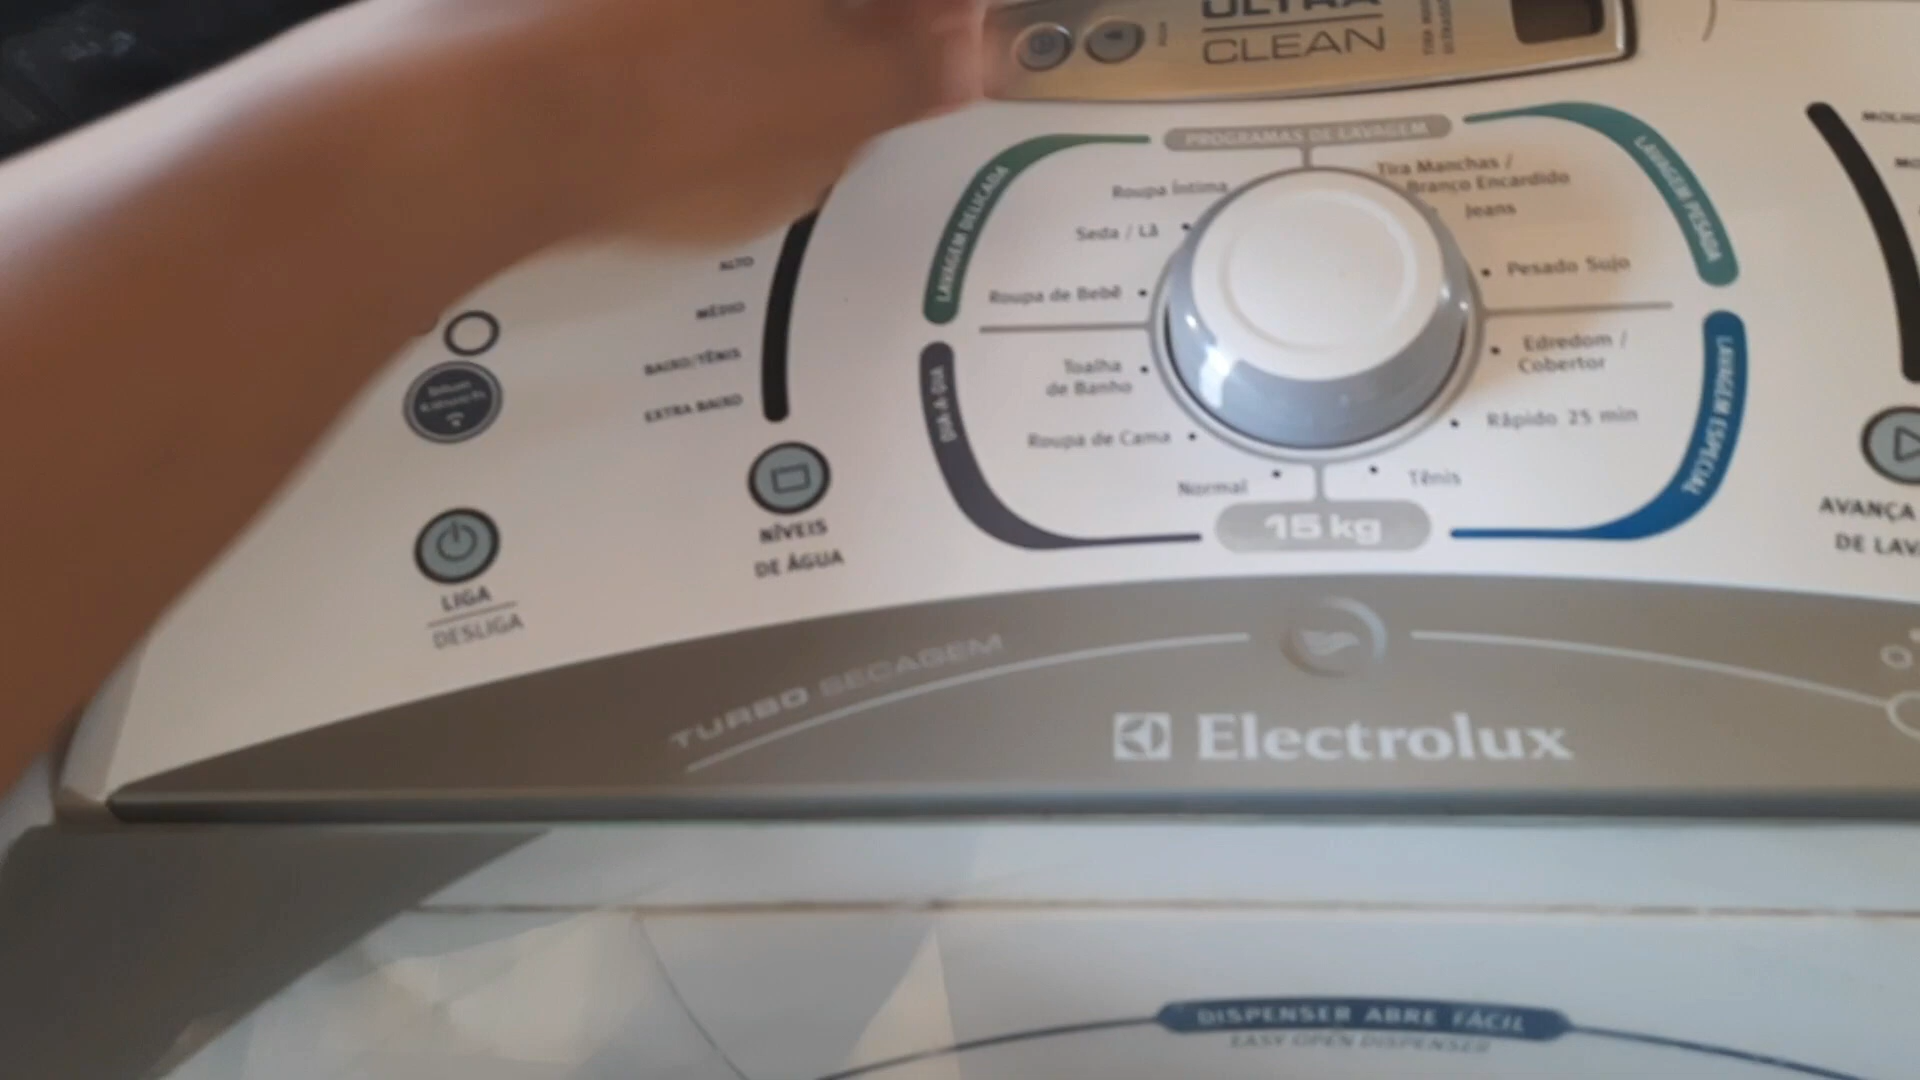 ULTRA
CLEAN
PROGRAMAS DE LAVAGEM
LAVAGEM DELICADA
Roupa Íntima
Seda / Lã
Roupa de Bebê
Tira Manchas /
Branco Encardido
Jeans
Pesado Sujo
LAVAGEM PESADA
DIA-A-DIA
Toalha
de Banho
Roupa de Cama
Normal
Edredom /
Cobertor
Rápido 25 min
Tênis
LAVAGEM ESPECIAL
15 kg
ALTO
MÉDIO
BAIXO/TÊNIS
EXTRA BAIXO
NÍVEIS
DE ÁGUA
LIGA
DESLIGA
AVANÇA
DE LAV
TURBO SECAGEM
Electrolux
DISPENSER ABRE FÁCIL
EASY OPEN DISPENSER